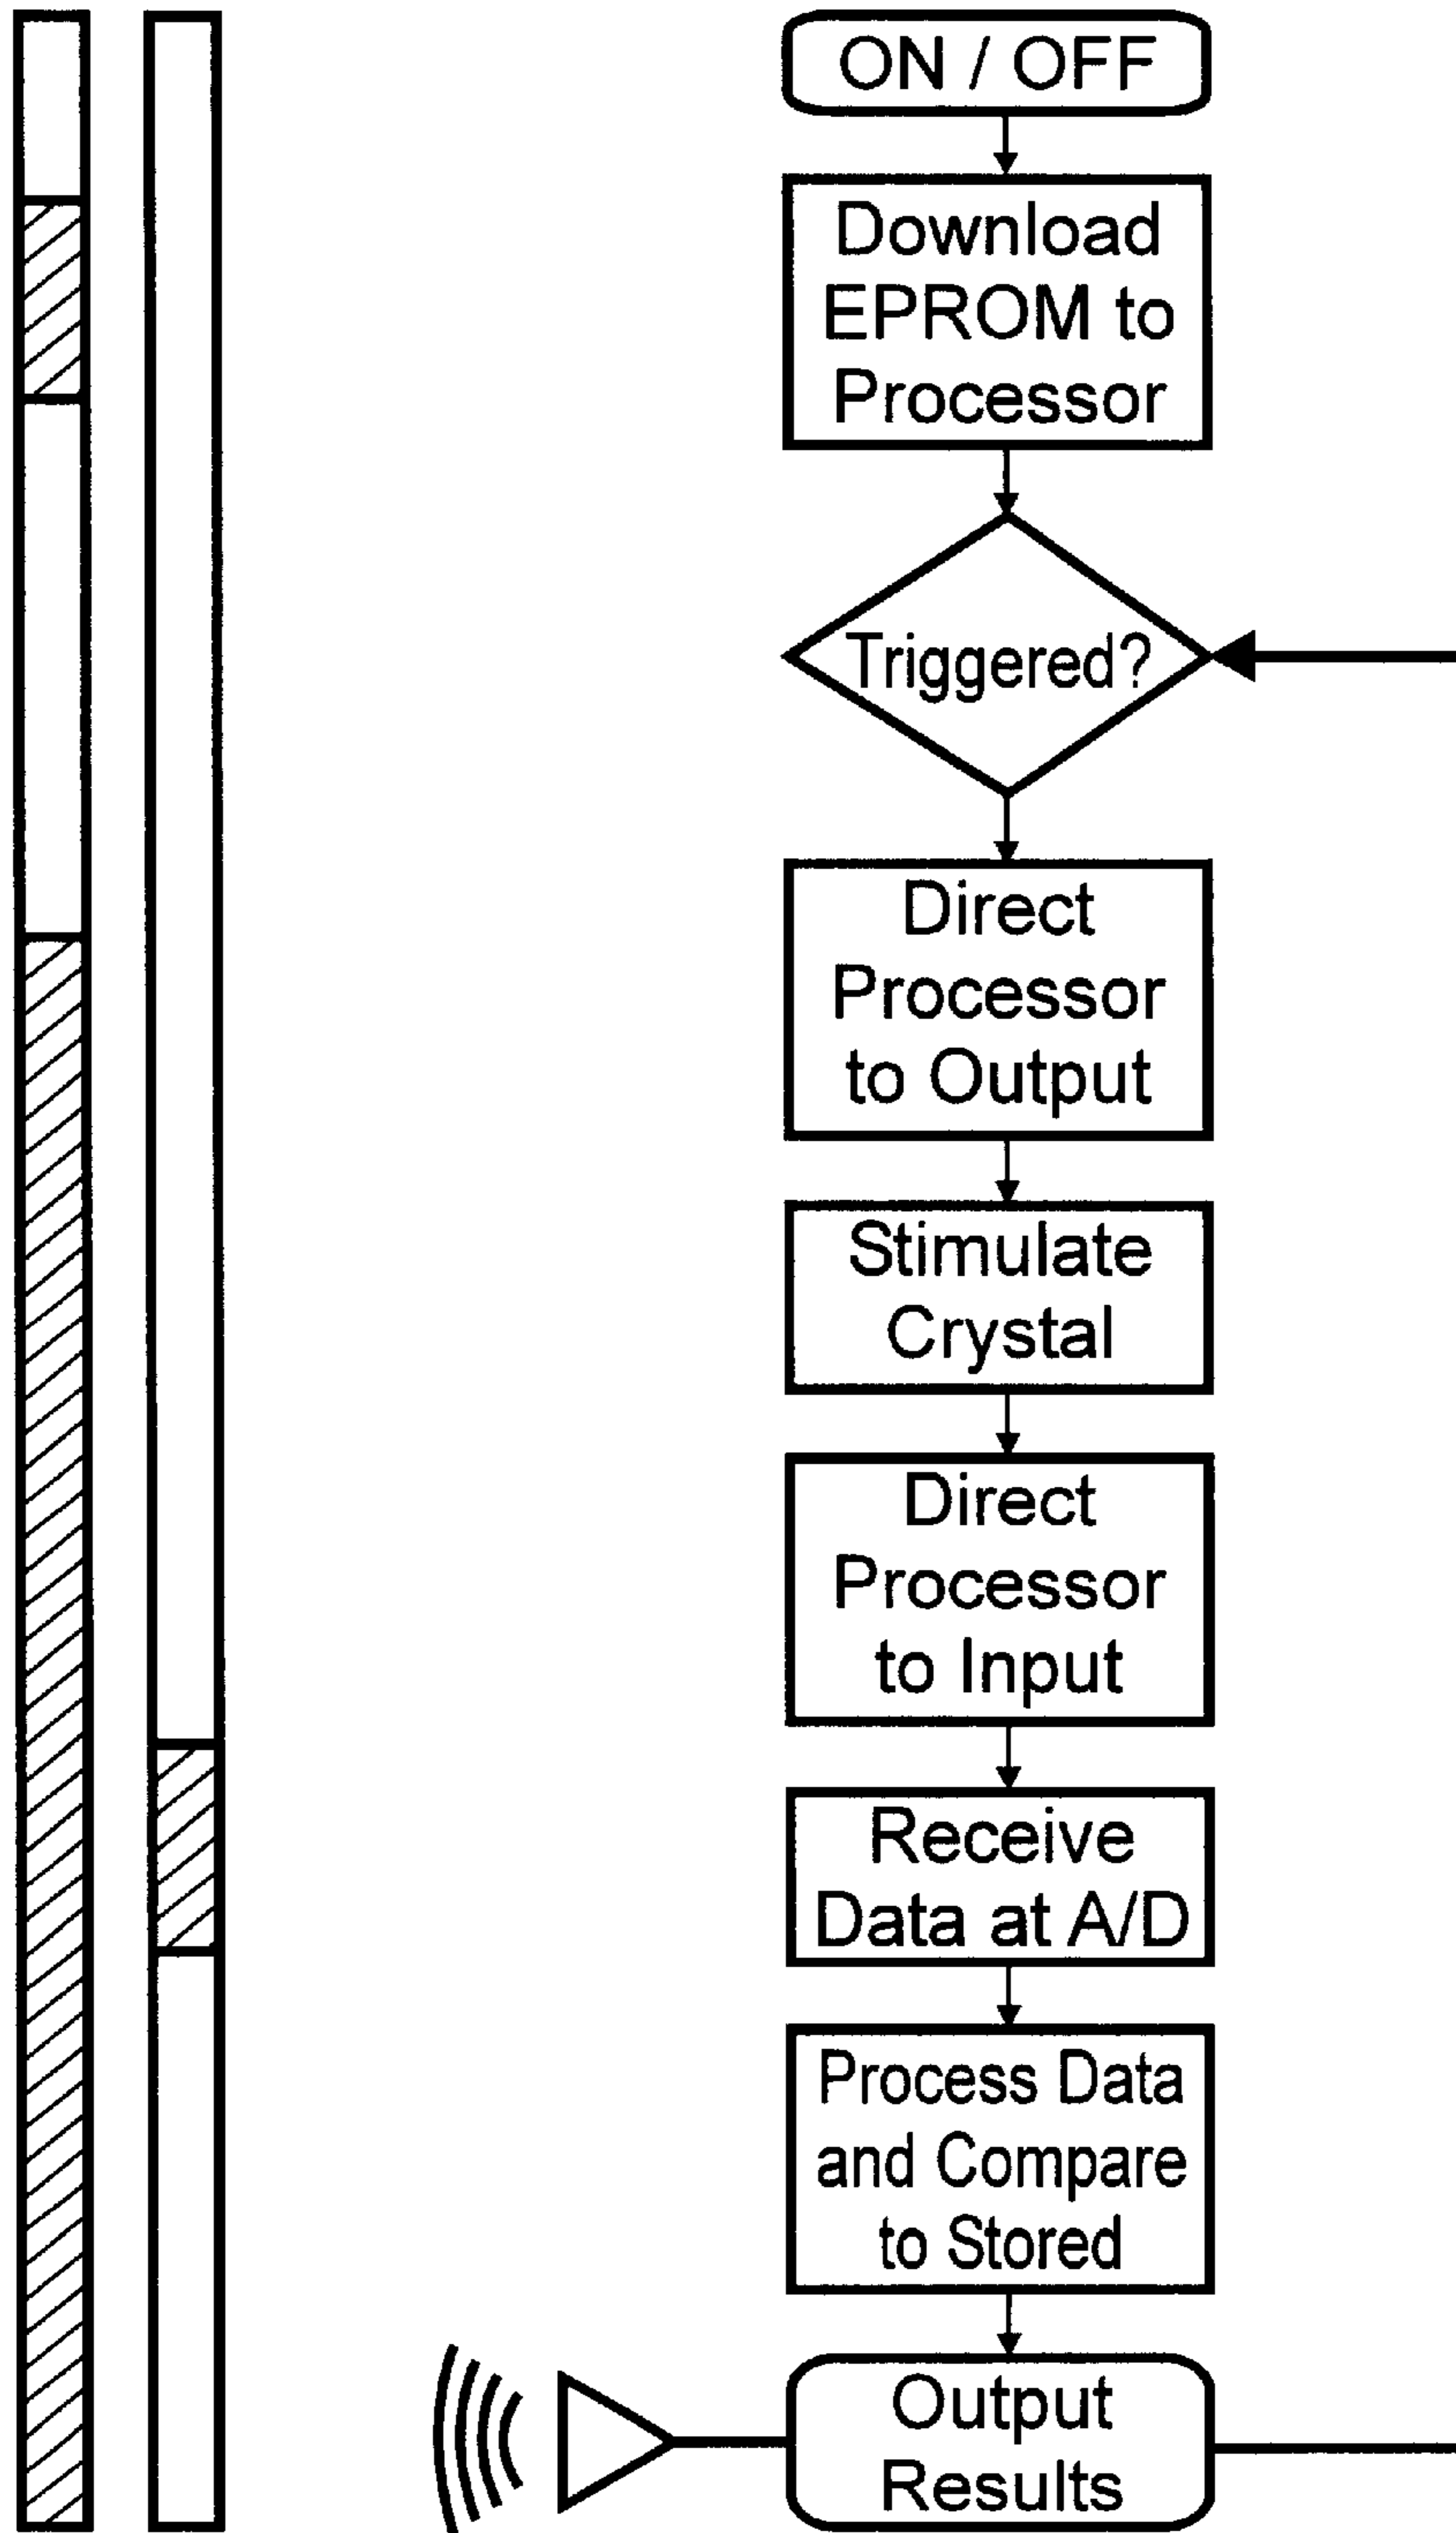 ON / OFF
Download
EPROM to
Processor
Triggered?
Direct
Processor
to Output
Stimulate
Crystal
Direct
Processor
to Input
Receive
Data at A/D
Process Data
and Compare
to Stored
Output
Results